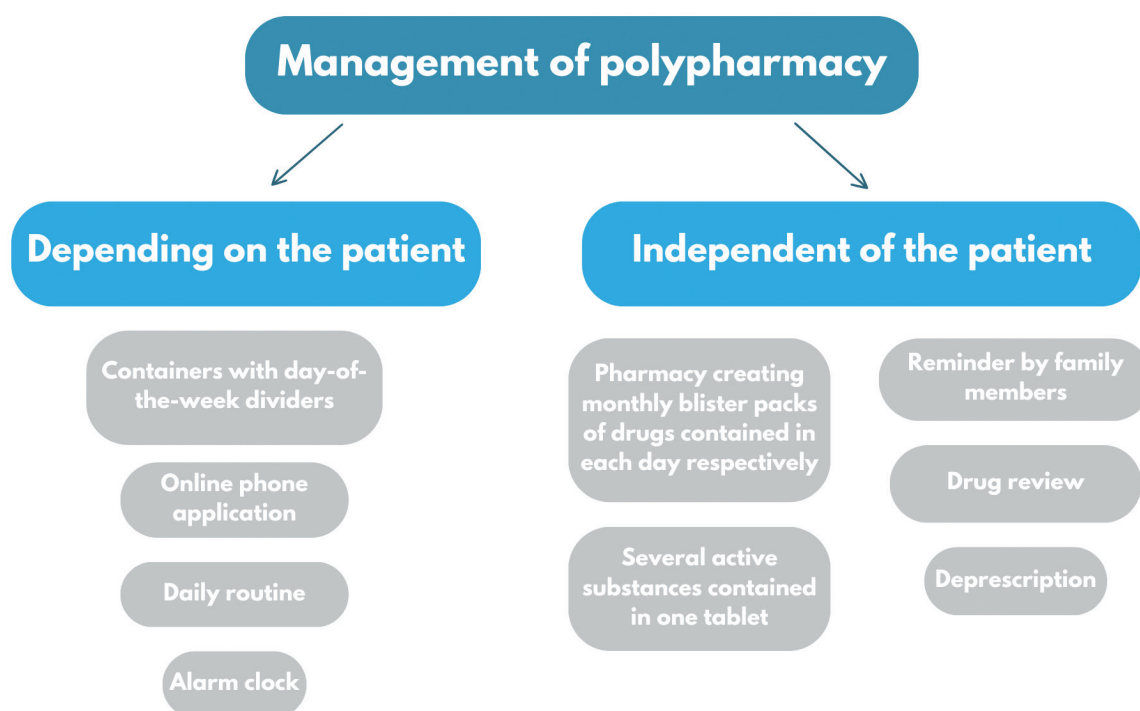 Management of polypharmacy
Depending on the patient
Containers with day-of-
the-week dividers
Online phone
application
Daily routine
Alarm clock
Independent of the patient
Pharmacy creating
monthly blister packs
of drugs contained in
each day respectively
Several active
substances contained
in one tablet
Reminder by family
members
Drug review
Deprescription